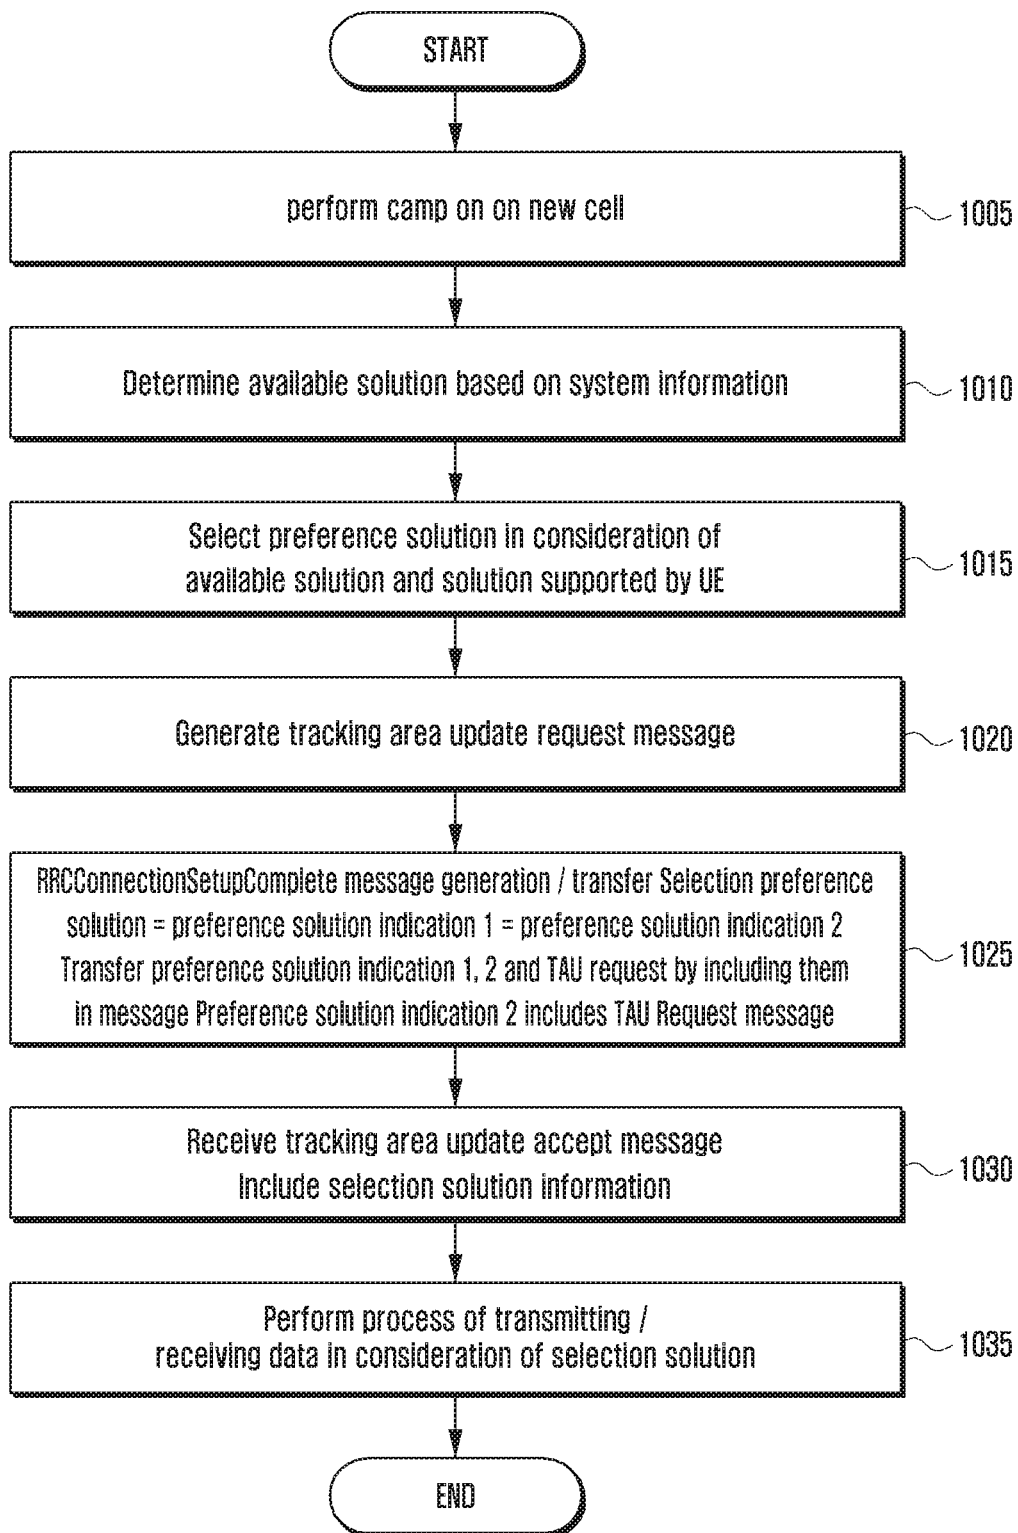 START
perform camp on on new cell
1005
Determine available solution based on system information
1010
Select preference solution in consideration of
available solution and solution supported by UE
1015
Generate tracking area update request message
1020
RRCConnectionSetupComplete message generation / transfer Selection preference
solution = preference solution indication 1 = preference solution indication 2
Transfer preference solution indication 1, 2 and TAU request by including them
in message Preference solution indication 2 includes TAU Request message
1025
Receive tracking area update accept message
Include selection solution information
1030
Perform process of transmitting /
receiving data in consideration of selection solution
1035
END